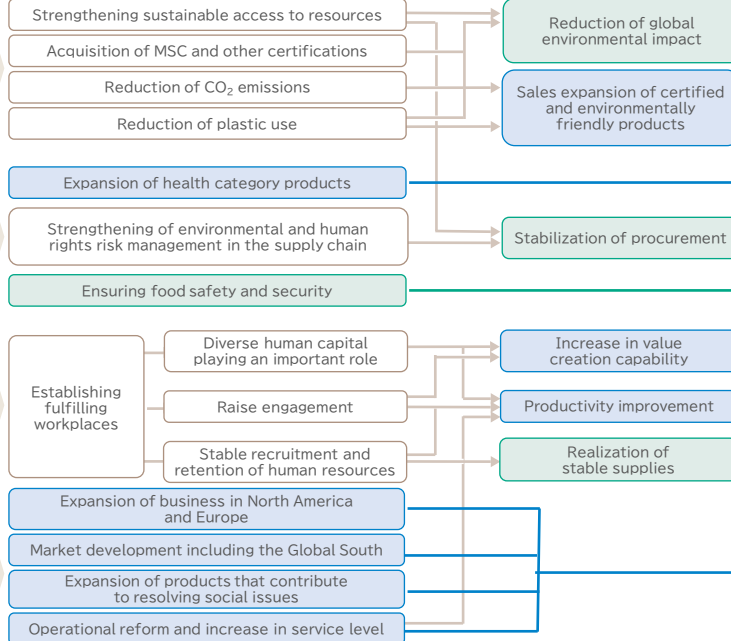 Strengthening sustainable access to resources
Acquisition of MSC and other certifications
Reduction of CO₂ emissions
Reduction of plastic use
Reduction of global
environmental impact
Sales expansion of certified
and environmentally
friendly products
Expansion of health category products
Strengthening of environmental and human
rights risk management in the supply chain
Stabilization of procurement
Ensuring food safety and security
Establishing
fulfilling
workplaces
Diverse human capital
playing an important role
Raise engagement
Stable recruitment and
retention of human resources
Increase in value
creation capability
Productivity improvement
Realization of
stable supplies
Expansion of business in North America
and Europe
Market development including the Global South
Expansion of products that contribute
to resolving social issues
Operational reform and increase in service level